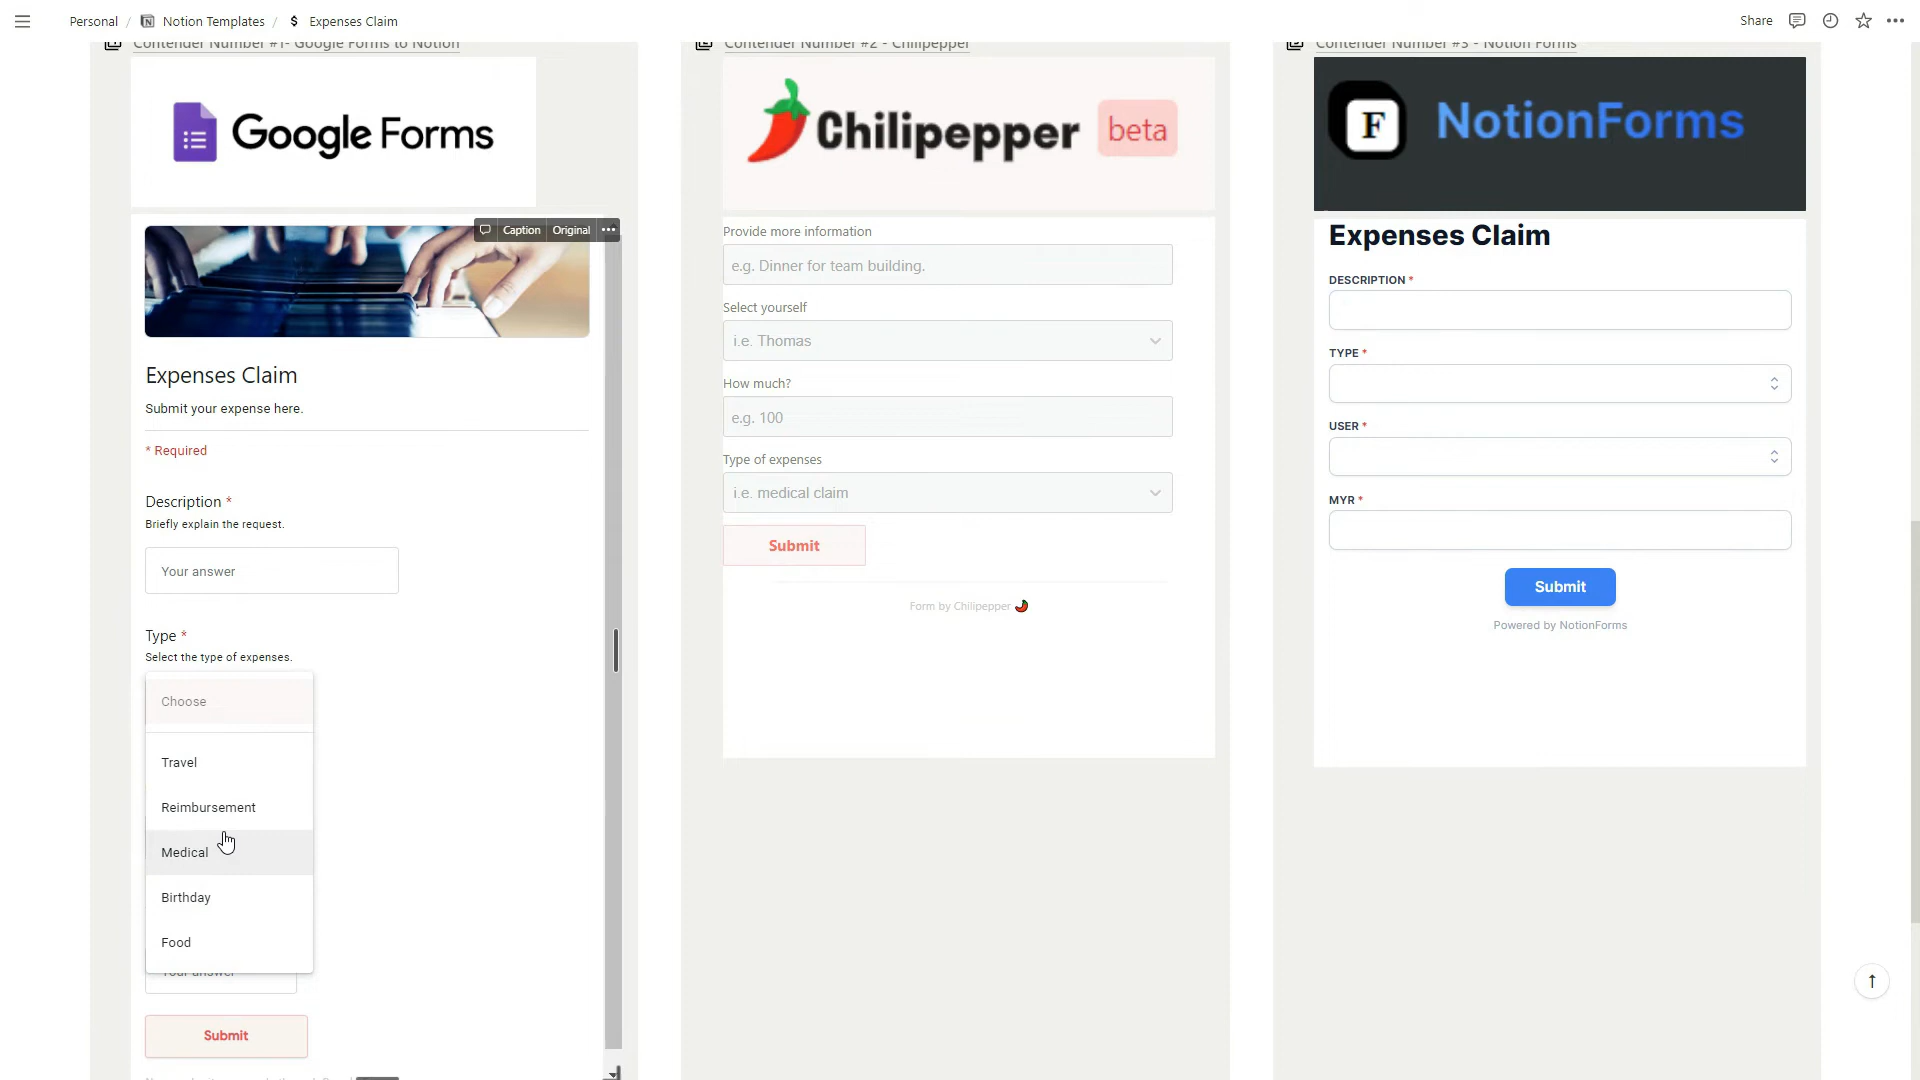 Personal / Notion Templates / $ Expenses Claim
Share
Contender Number #1- Google Forms to Notion
Google Forms
Caption Original
Expenses Claim
Submit your expense here.
* Required
Description *
Briefly explain the request.
Your answer
Type *
Select the type of expenses.
Choose
Travel
Reimbursement
Medical
Birthday
Food
Your answer
Submit
Contender Number #2 - Chilipepper
Chilipepper beta
Provide more information
e.g. Dinner for team building.
Select yourself
i.e. Thomas
How much?
e.g. 100
Type of expenses
i.e. medical claim
Submit
Form by Chilipepper
Contender Number #3 - Notion Forms
F NotionForms
Expenses Claim
DESCRIPTION *
TYPE *
USER *
MYR *
Submit
Powered by NotionForms